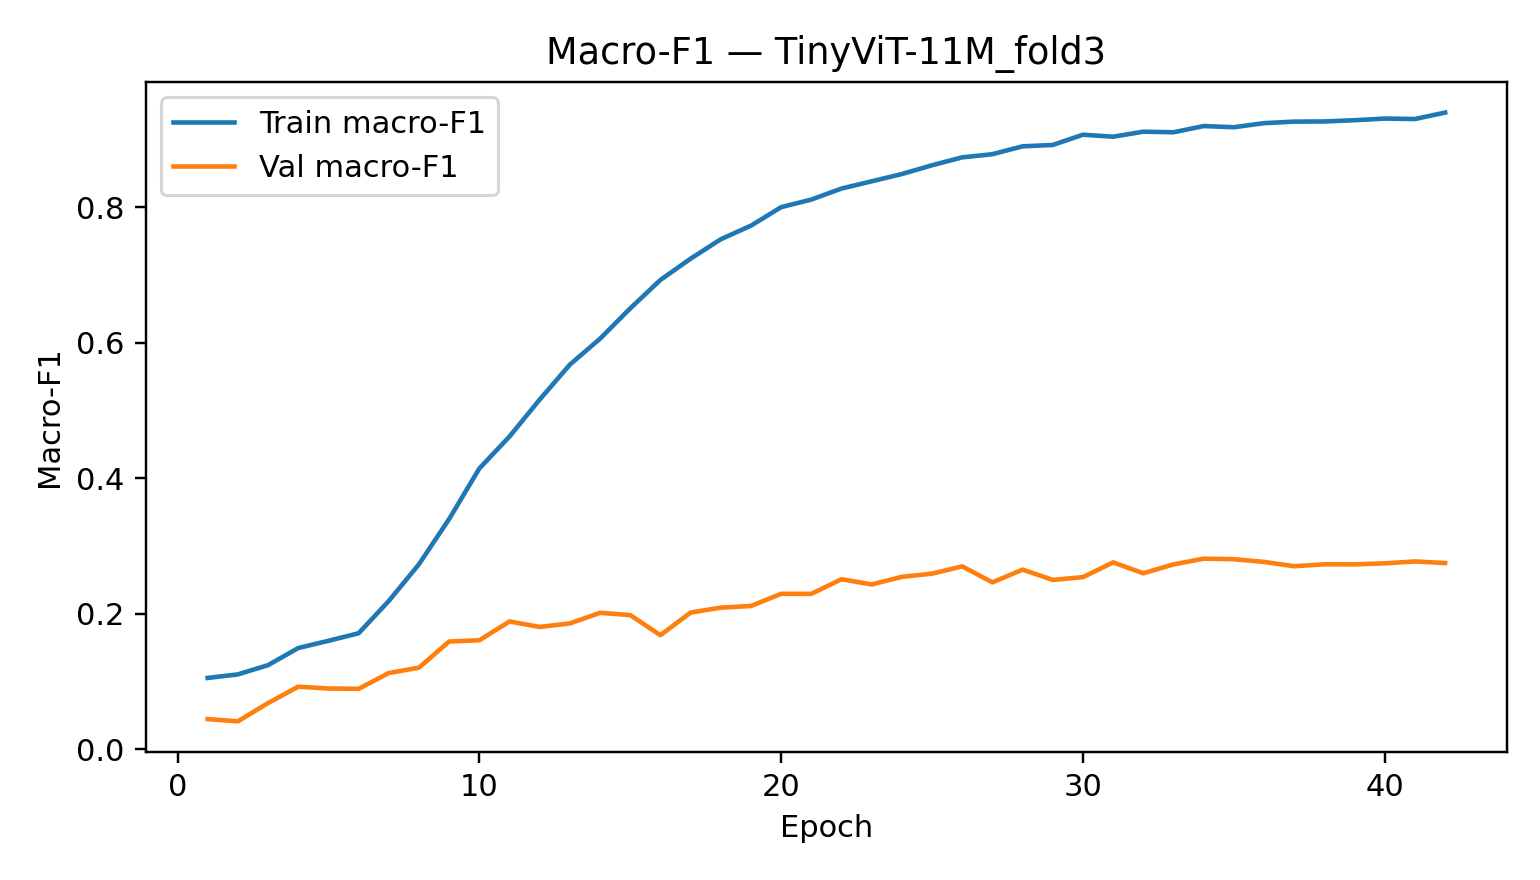 Macro-F1 — TinyViT-11M_fold3
Train macro-F1
Val macro-F1
Macro-F1
0.8
0.6
0.4
0.2
0.0
0 10 20 30 40
Epoch